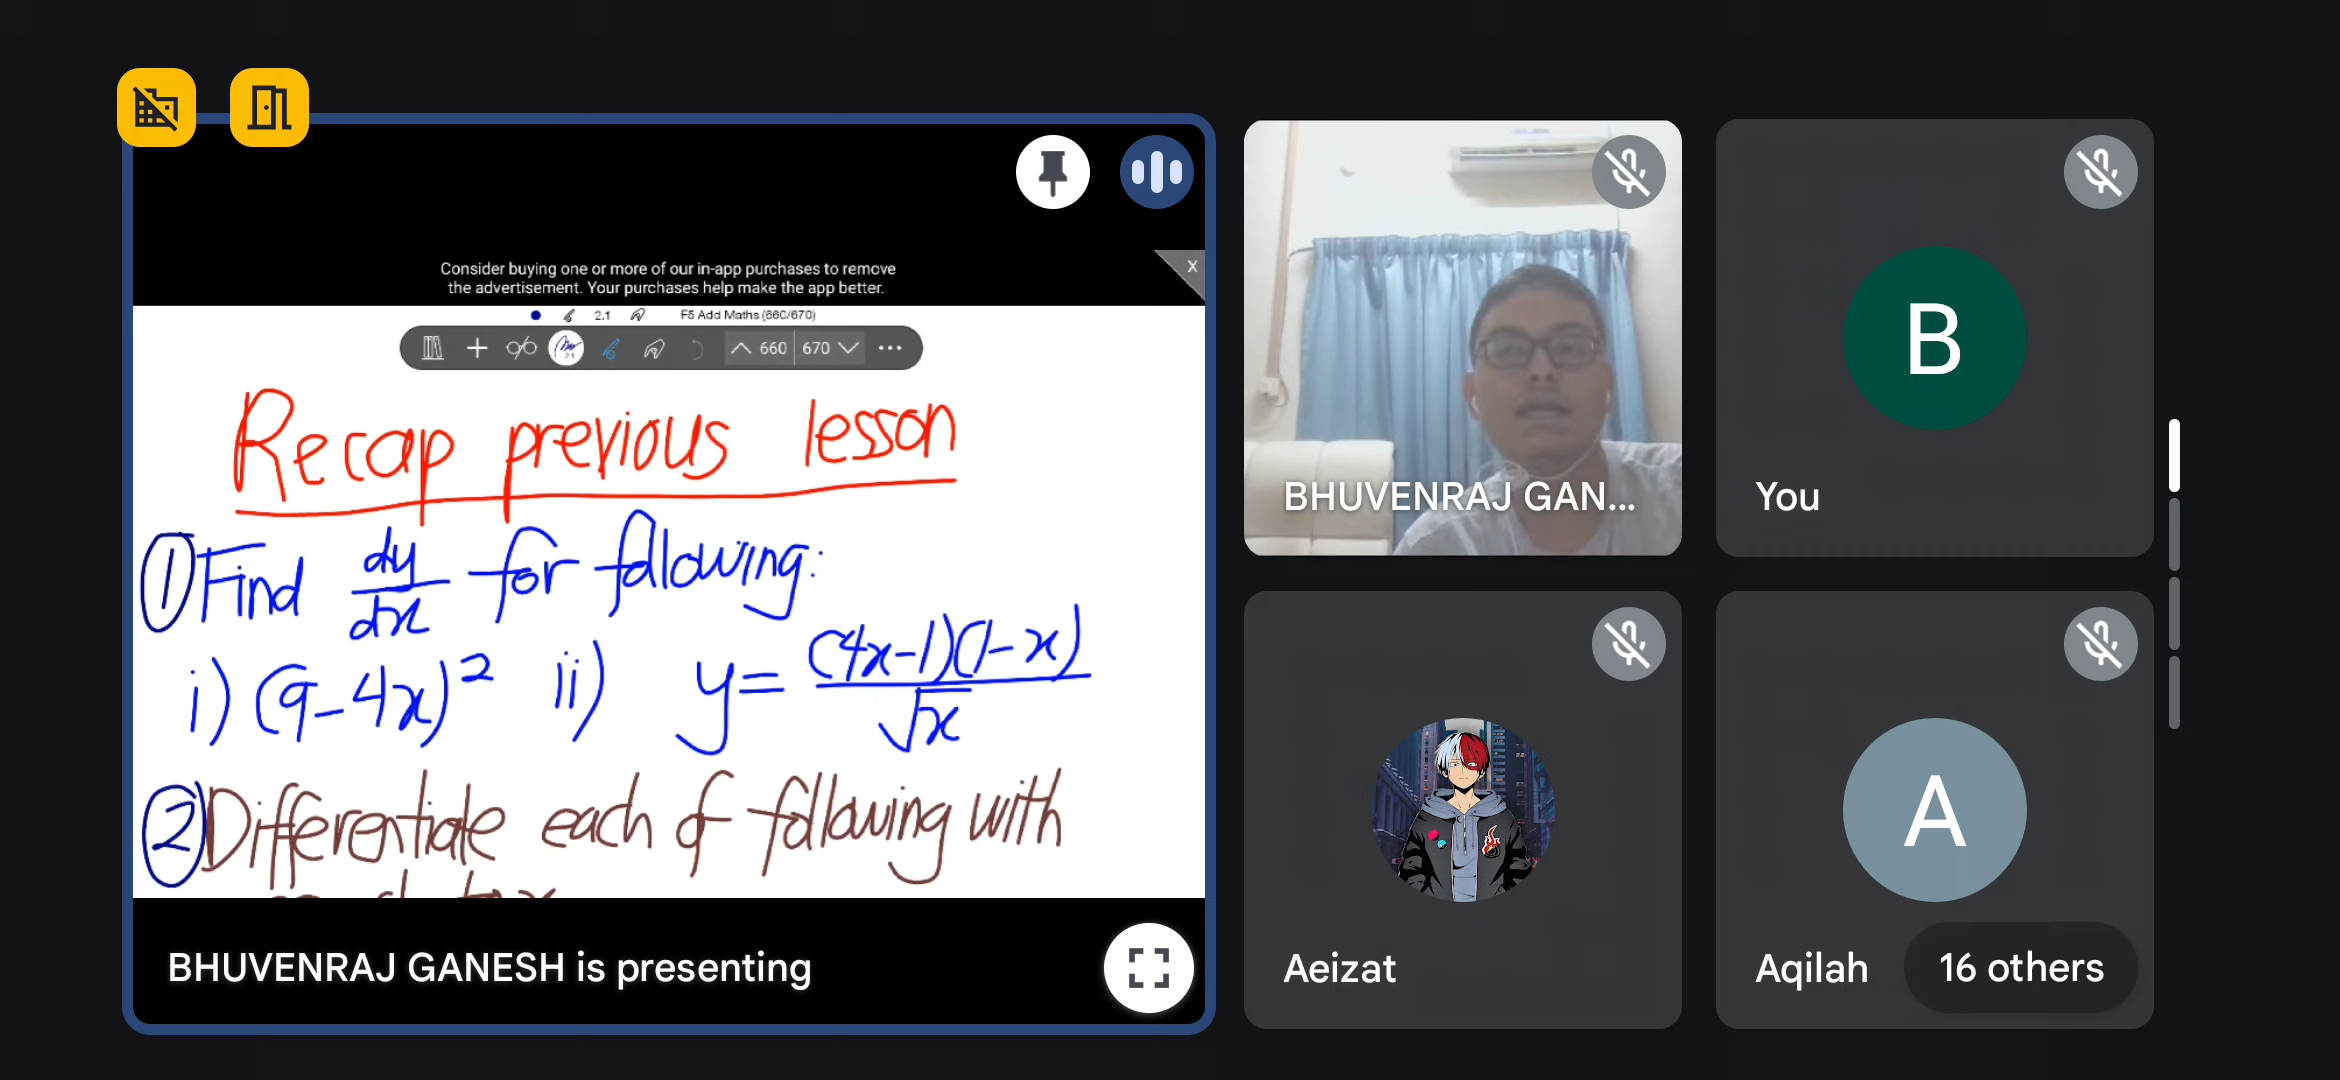 Consider buying one or more of our in-app purchases to remove
the advertisement. Your purchases help make the app better.
X
2.1 F5 Add Maths (660/670)
2.1 660 670
Recap previous lesson
① Find dy/dx for following:
i) (9-4x)² ii) y = (4x-1)(1-x)/√x
② Differentiate each of following with
BHUVENRAJ GANESH is presenting
BHUVENRAJ GAN...
B
You
Aeizat
A
Aqilah
16 others